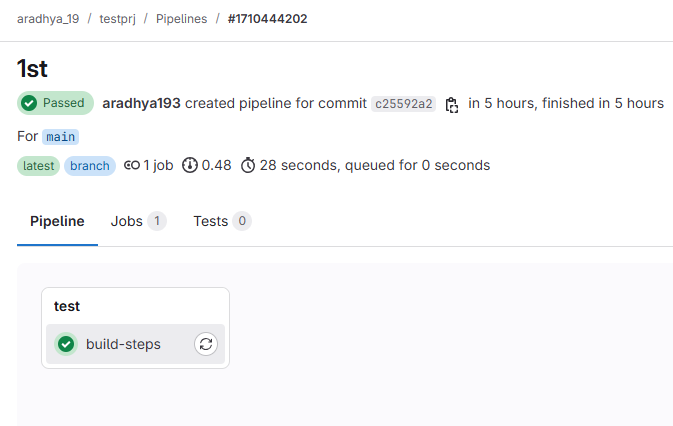 aradhya_19 / testprj / Pipelines / #1710444202
1st
Passed aradhya193 created pipeline for commit c25592a2 in 5 hours, finished in 5 hours
For main
latest branch 1 job 0.48 28 seconds, queued for 0 seconds
Pipeline Jobs 1 Tests 0
test
build-steps